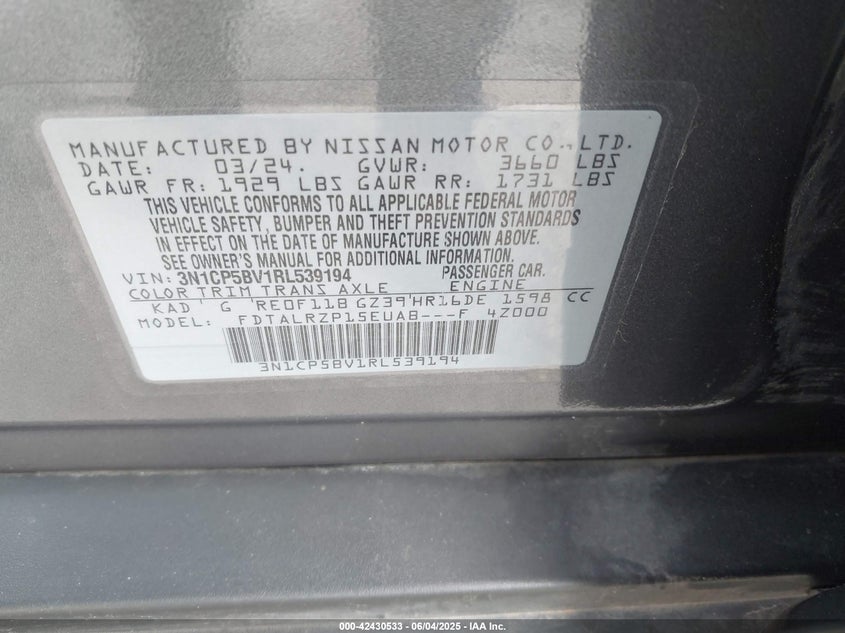 MANUFACTURED BY NISSAN MOTOR CO.,LTD.
DATE: 03/24. GVWR: 3660 LBS
GAWR FR: 1929 LBS GAWR RR: 1731 LBS
THIS VEHICLE CONFORMS TO ALL APPLICABLE FEDERAL MOTOR
VEHICLE SAFETY, BUMPER AND THEFT PREVENTION STANDARDS
IN EFFECT ON THE DATE OF MANUFACTURE SHOWN ABOVE.
SEE OWNER'S MANUAL FOR ADDITIONAL INFORMATION.
VIN: 3N1CP5BV1RL539194 PASSENGER CAR.
COLOR TRIM TRANS AXLE ENGINE
KAD ' G 'RE0F11B GZ39'HR16DE 1598 CC
MODEL: FDTALRZP15EUAB---F 4Z000
3N1CP5BV1RL539194
000-42430533 - 06/04/2025 - IAA Inc.